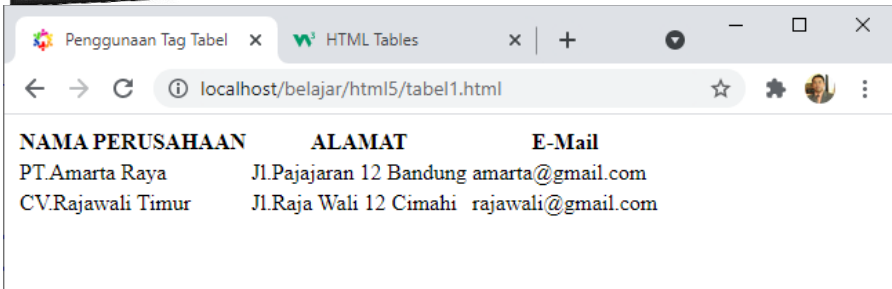 Penggunaan Tag Tabel HTML Tables
localhost/belajar/html5/tabel1.html
NAMA PERUSAHAAN ALAMAT E-Mail
PT.Amarta Raya Jl.Pajajaran 12 Bandung amarta@gmail.com
CV.Rajawali Timur Jl.Raja Wali 12 Cimahi rajawali@gmail.com